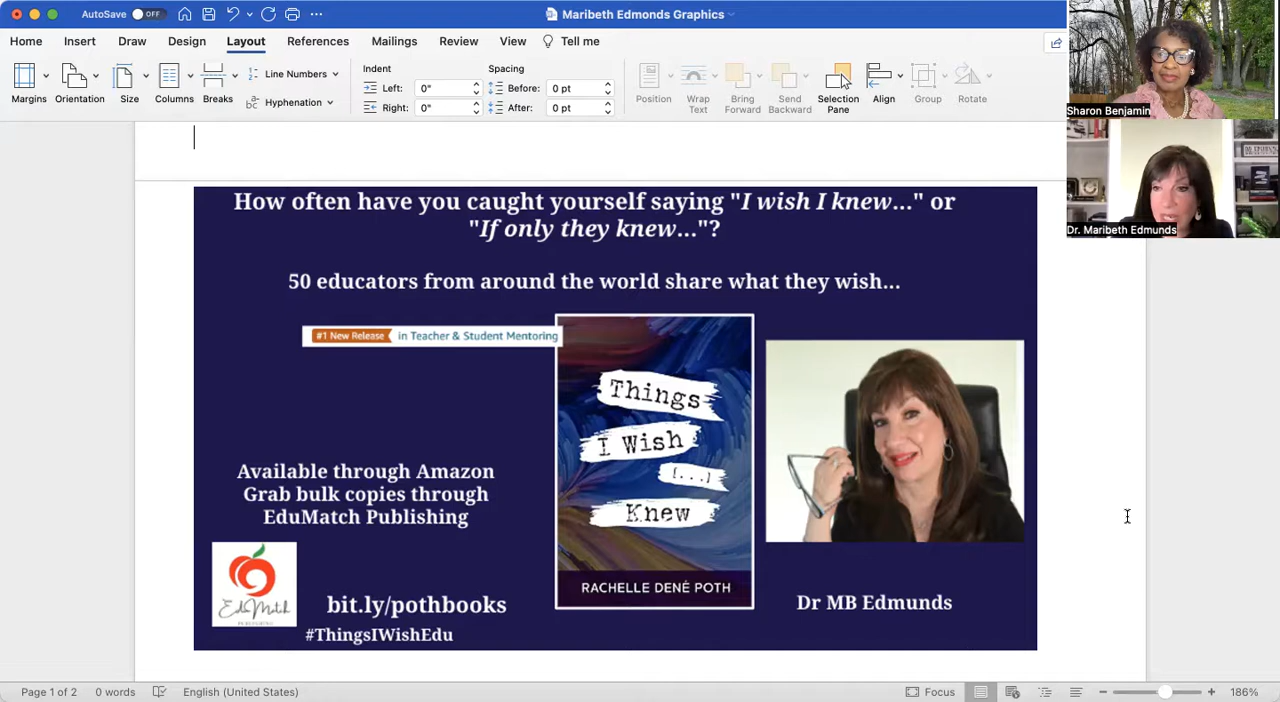 AutoSave OFF
Maribeth Edmonds Graphics
Home Insert Draw Design Layout References Mailings Review View Tell me
Margins Orientation Size Columns Breaks
Line Numbers
Hyphenation
Indent
Left: 0"
Right: 0"
Spacing
Before: 0 pt
After: 0 pt
Position
Wrap
Text
Bring
Forward
Send
Backward
Selection
Pane
Align
Group
Rotate
Sharon Benjamin
Dr. Maribeth Edmunds
How often have you caught yourself saying "I wish I knew..." or
"If only they knew..."?
50 educators from around the world share what they wish...
#1 New Release in Teacher & Student Mentoring
Things
I Wish
[...]
Knew
RACHELLE DENÉ POTH
Available through Amazon
Grab bulk copies through
EduMatch Publishing
EduMatch
PUBLISHING
bit.ly/pothbooks
#ThingsIWishEdu
Dr MB Edmunds
Page 1 of 2 0 words English (United States) Focus 186%